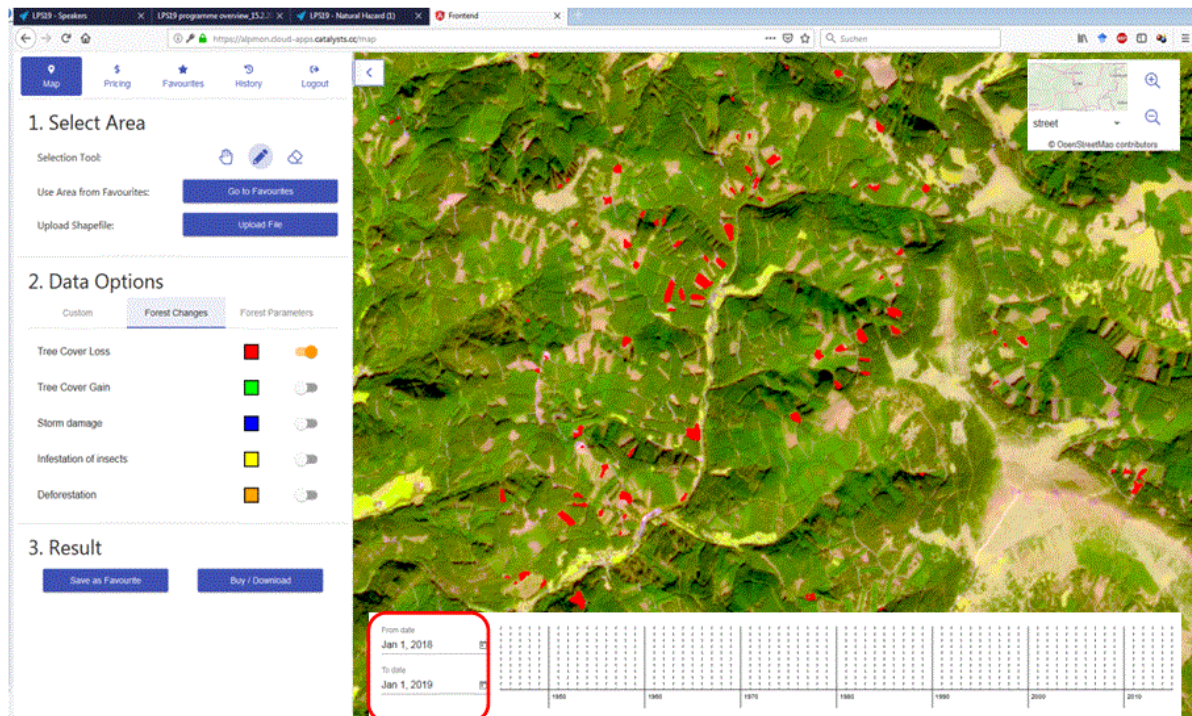 LPS19 - Speakers
LPS19 programme overview_15.2.2
LPS19 - Natural Hazard (1)
Frontend
https://alpmon.cloud-apps.catalysts.cc/map
Suchen
Map
Pricing
Favourites
History
Logout
1. Select Area
Selection Tool:
Use Area from Favourites:
Go to Favourites
Upload Shapefile:
Upload File
2. Data Options
Custom
Forest Changes
Forest Parameters
Tree Cover Loss
Tree Cover Gain
Storm damage
Infestation of insects
Deforestation
3. Result
Save as Favourite
Buy / Download
street
© OpenStreetMap contributors
From date
Jan 1, 2018
To date
Jan 1, 2019
1950
1960
1970
1980
1990
2000
2010